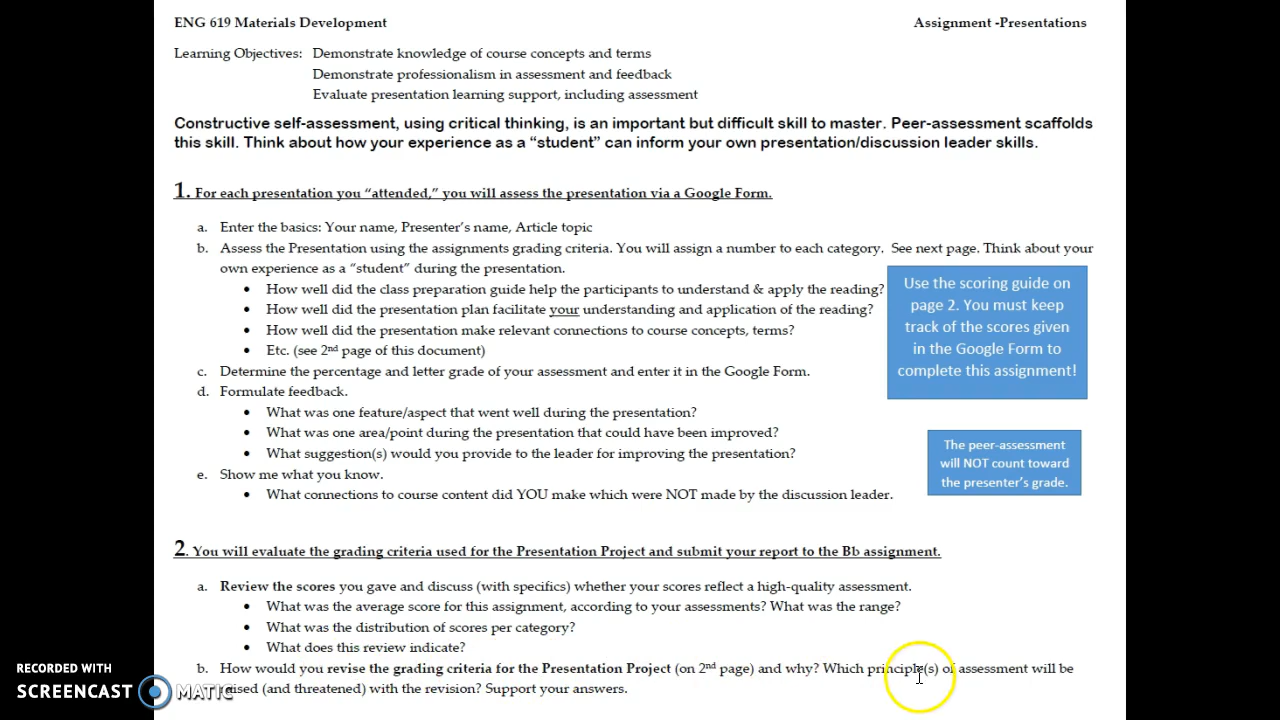 ENG 619 Materials Development Assignment -Presentations
Learning Objectives: Demonstrate knowledge of course concepts and terms
Demonstrate professionalism in assessment and feedback
Evaluate presentation learning support, including assessment
Constructive self-assessment, using critical thinking, is an important but difficult skill to master. Peer-assessment scaffolds
this skill. Think about how your experience as a “student” can inform your own presentation/discussion leader skills.
1. For each presentation you “attended,” you will assess the presentation via a Google Form.
a. Enter the basics: Your name, Presenter’s name, Article topic
b. Assess the Presentation using the assignments grading criteria. You will assign a number to each category. See next page. Think about your
own experience as a “student” during the presentation.
• How well did the class preparation guide help the participants to understand & apply the reading?
• How well did the presentation plan facilitate your understanding and application of the reading?
• How well did the presentation make relevant connections to course concepts, terms?
• Etc. (see 2nd page of this document)
c. Determine the percentage and letter grade of your assessment and enter it in the Google Form.
d. Formulate feedback.
• What was one feature/aspect that went well during the presentation?
• What was one area/point during the presentation that could have been improved?
• What suggestion(s) would you provide to the leader for improving the presentation?
e. Show me what you know.
• What connections to course content did YOU make which were NOT made by the discussion leader.
Use the scoring guide on
page 2. You must keep
track of the scores given
in the Google Form to
complete this assignment!
The peer-assessment
will NOT count toward
the presenter’s grade.
2. You will evaluate the grading criteria used for the Presentation Project and submit your report to the Bb assignment.
a. Review the scores you gave and discuss (with specifics) whether your scores reflect a high-quality assessment.
• What was the average score for this assignment, according to your assessments? What was the range?
• What was the distribution of scores per category?
• What does this review indicate?
b. How would you revise the grading criteria for the Presentation Project (on 2nd page) and why? Which principle(s) of assessment will be
raised (and threatened) with the revision? Support your answers.
RECORDED WITH
SCREENCAST MATIC